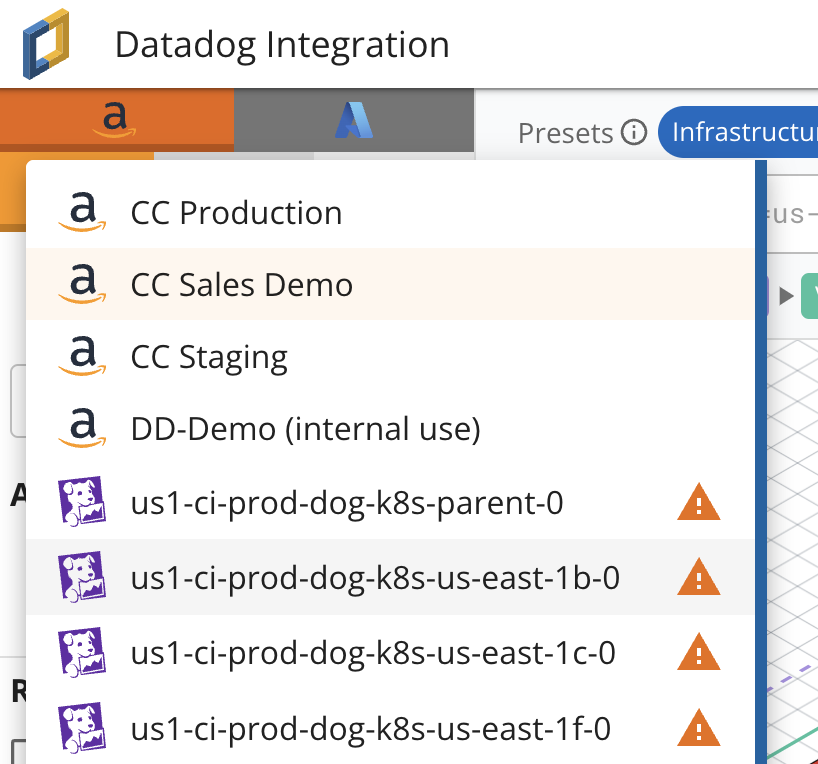 Datadog Integration
Presets
Infrastructu
CC Production
=us-
CC Sales Demo
CC Staging
DD-Demo (internal use)
A
us1-ci-prod-dog-k8s-parent-0
us1-ci-prod-dog-k8s-us-east-1b-0
us1-ci-prod-dog-k8s-us-east-1c-0
R
us1-ci-prod-dog-k8s-us-east-1f-0